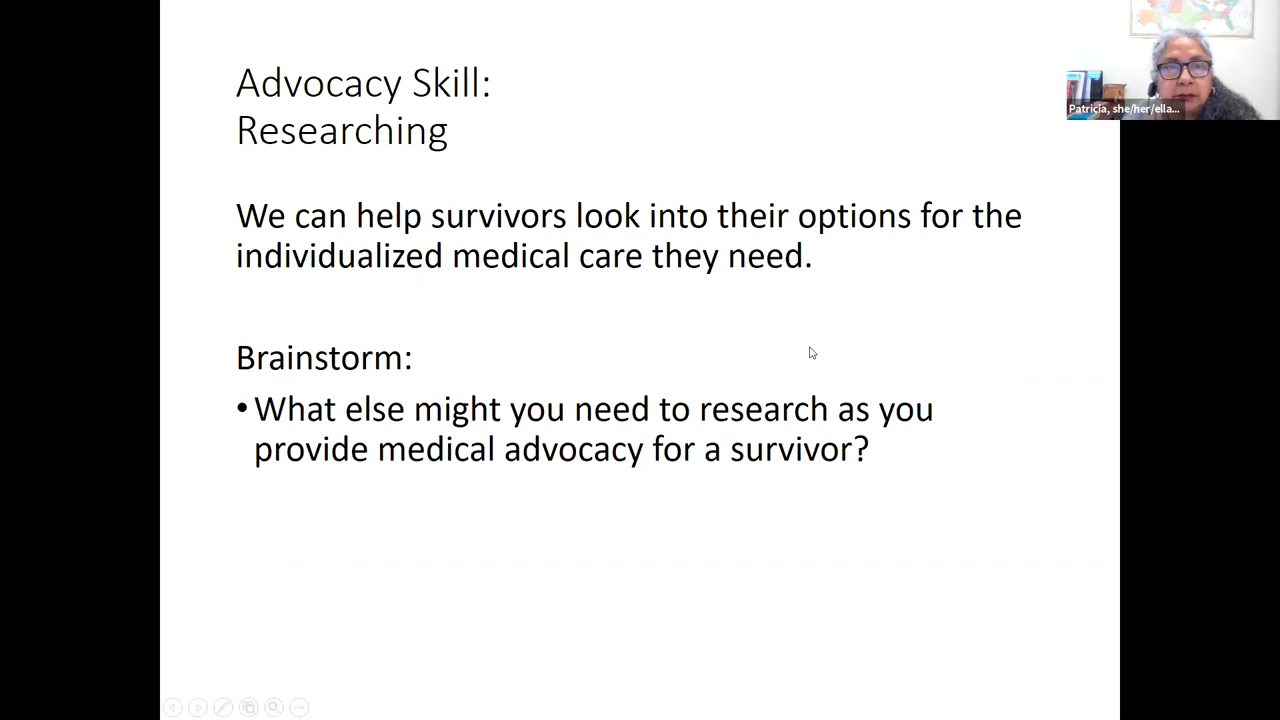 Advocacy Skill:
Researching
We can help survivors look into their options for the
individualized medical care they need.
Brainstorm:
•What else might you need to research as you
provide medical advocacy for a survivor?
Patricia, she/her/ella...